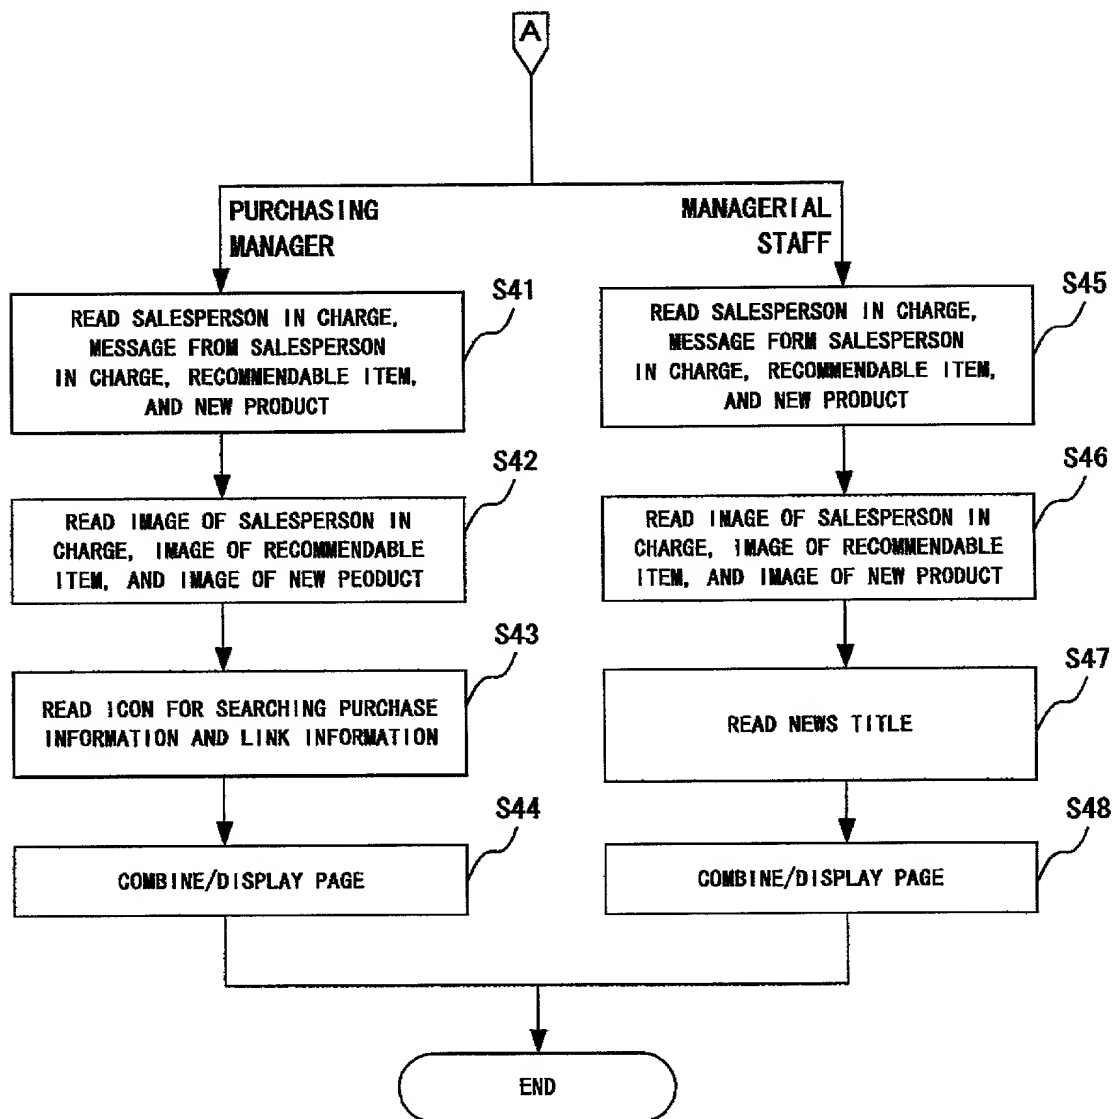 A
PURCHASING
MANAGER
MANAGERIAL
STAFF
S41
READ SALESPERSON IN CHARGE,
MESSAGE FROM SALESPERSON
IN CHARGE, RECOMMENDABLE ITEM,
AND NEW PRODUCT
S45
READ SALESPERSON IN CHARGE,
MESSAGE FORM SALESPERSON
IN CHARGE, RECOMMENDABLE ITEM,
AND NEW PRODUCT
S42
READ IMAGE OF SALESPERSON IN
CHARGE, IMAGE OF RECOMMENDABLE
ITEM, AND IMAGE OF NEW PEODUCT
S46
READ IMAGE OF SALESPERSON IN
CHARGE, IMAGE OF RECOMMENDABLE
ITEM, AND IMAGE OF NEW PRODUCT
S43
READ ICON FOR SEARCHING PURCHASE
INFORMATION AND LINK INFORMATION
S47
READ NEWS TITLE
S44
COMBINE/DISPLAY PAGE
S48
COMBINE/DISPLAY PAGE
END